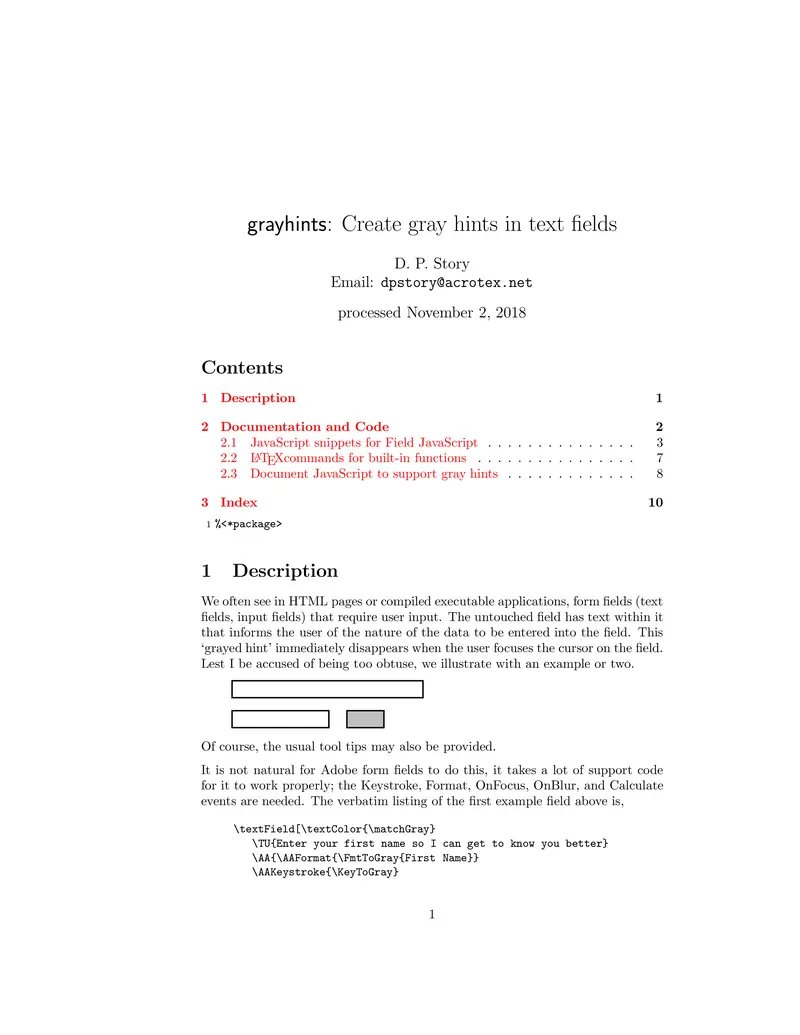 grayhints: Create gray hints in text fields
D. P. Story
Email: dpstory@acrotex.net
processed November 2, 2018
Contents
1 Description 1
2 Documentation and Code 2
2.1 JavaScript snippets for Field JavaScript . . . . . . . . . . . . . . . 3
2.2 LATEXcommands for built-in functions . . . . . . . . . . . . . . . . 7
2.3 Document JavaScript to support gray hints . . . . . . . . . . . . . 8
3 Index 10
1 %<*package>
1 Description
We often see in HTML pages or compiled executable applications, form fields (text
fields, input fields) that require user input. The untouched field has text within it
that informs the user of the nature of the data to be entered into the field. This
‘grayed hint’ immediately disappears when the user focuses the cursor on the field.
Lest I be accused of being too obtuse, we illustrate with an example or two.
Of course, the usual tool tips may also be provided.
It is not natural for Adobe form fields to do this, it takes a lot of support code
for it to work properly; the Keystroke, Format, OnFocus, OnBlur, and Calculate
events are needed. The verbatim listing of the first example field above is,
\textField[\textColor{\matchGray}
\TU{Enter your first name so I can get to know you better}
\AA{\AAFormat{\FmtToGray{First Name}}
\AAKeystroke{\KeyToGray}
1